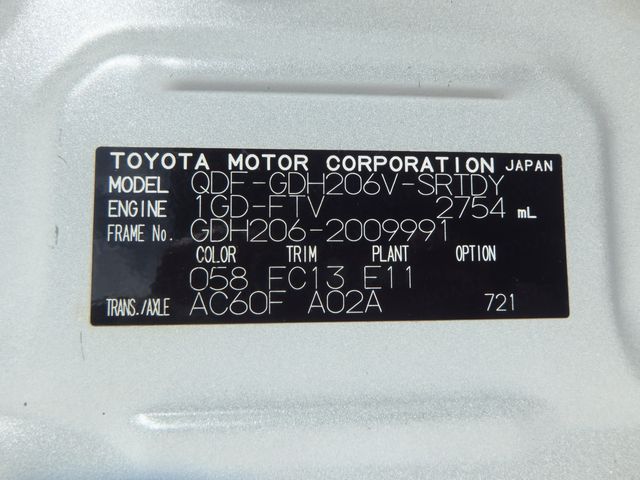 TOYOTA MOTOR CORPORATION JAPAN
MODEL QDF-GDH206V-SRTDY
ENGINE 1GD-FTV 2754 mL
FRAME No. GDH206-2009991
COLOR TRIM PLANT OPTION
058 FC13 E11
TRANS./AXLE AC60F A02A 721